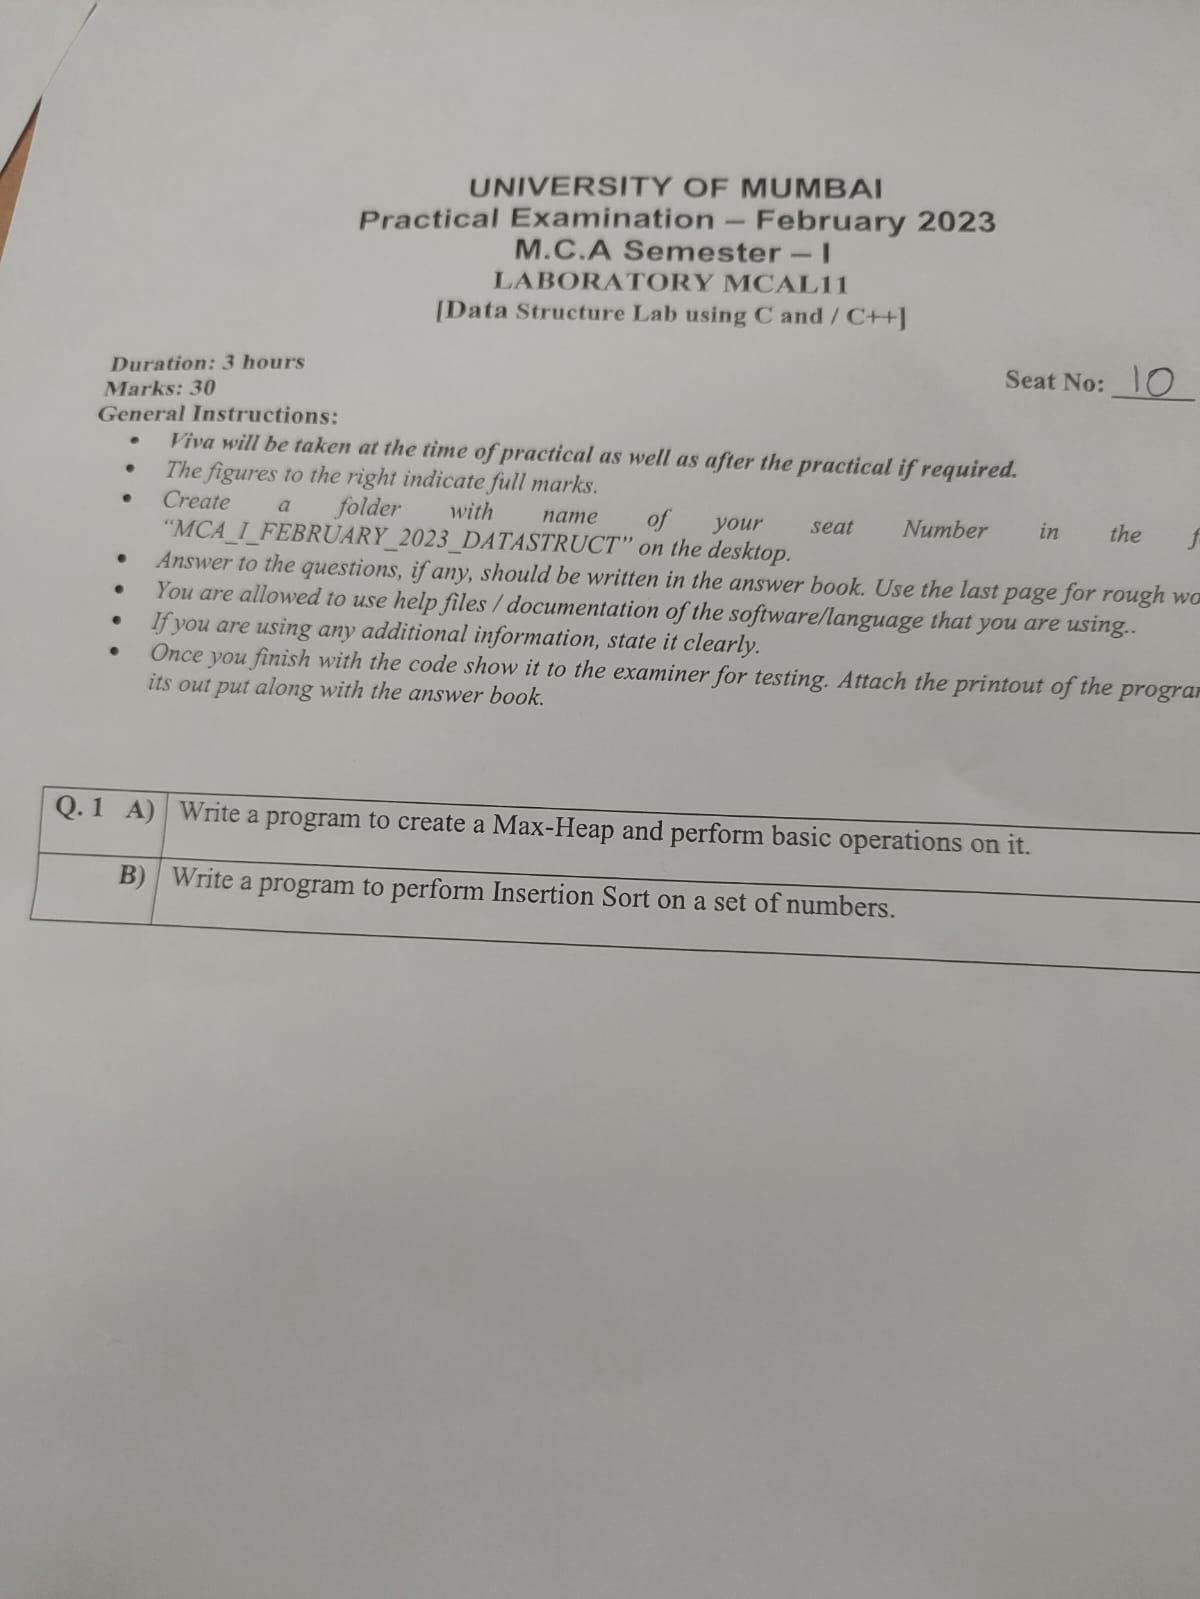 UNIVERSITY OF MUMBAI
Practical Examination – February 2023
M.C.A Semester – I
LABORATORY MCAL11
[Data Structure Lab using C and / C++]
Duration: 3 hours
Marks: 30
Seat No: 10
General Instructions:
• Viva will be taken at the time of practical as well as after the practical if required.
• The figures to the right indicate full marks.
• Create a folder with name of your seat Number in the
“MCA_I_FEBRUARY_2023_DATASTRUCT” on the desktop.
• Answer to the questions, if any, should be written in the answer book. Use the last page for rough
• You are allowed to use help files / documentation of the software/language that you are using..
• If you are using any additional information, state it clearly.
• Once you finish with the code show it to the examiner for testing. Attach the printout of the
its out put along with the answer book.
Q. 1 A) Write a program to create a Max-Heap and perform basic operations on it.
B) Write a program to perform Insertion Sort on a set of numbers.